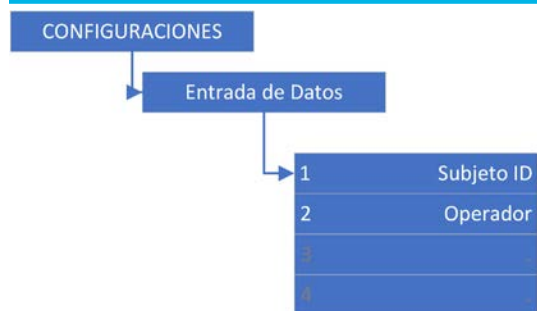 CONFIGURACIONES
Entrada de Datos
1 Subjeto ID
2 Operador
3 .
4 .